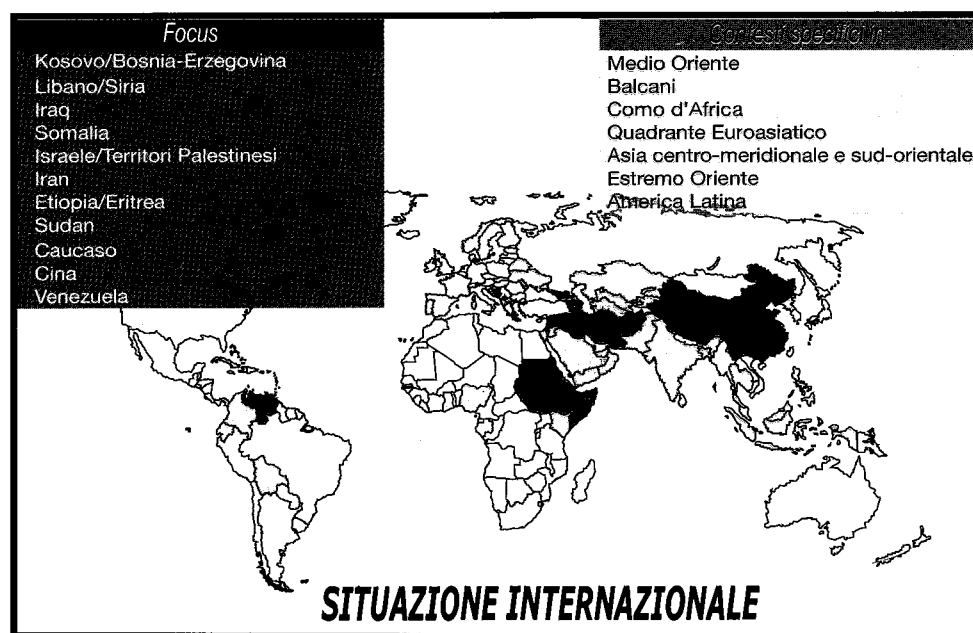 Focus
Kosovo/Bosnia-Erzegovina
Libano/Siria
Iraq
Somalia
Israele/Territori Palestinesi
Iran
Etiopia/Eritrea
Sudan
Caucaso
Cina
Venezuela
Contesti specifici in
Medio Oriente
Balcani
Como d'Africa
Quadrante Euroasiatico
Asia centro-meridionale e sud-orientale
Estremo Oriente
America Latina
SITUAZIONE INTERNAZIONALE